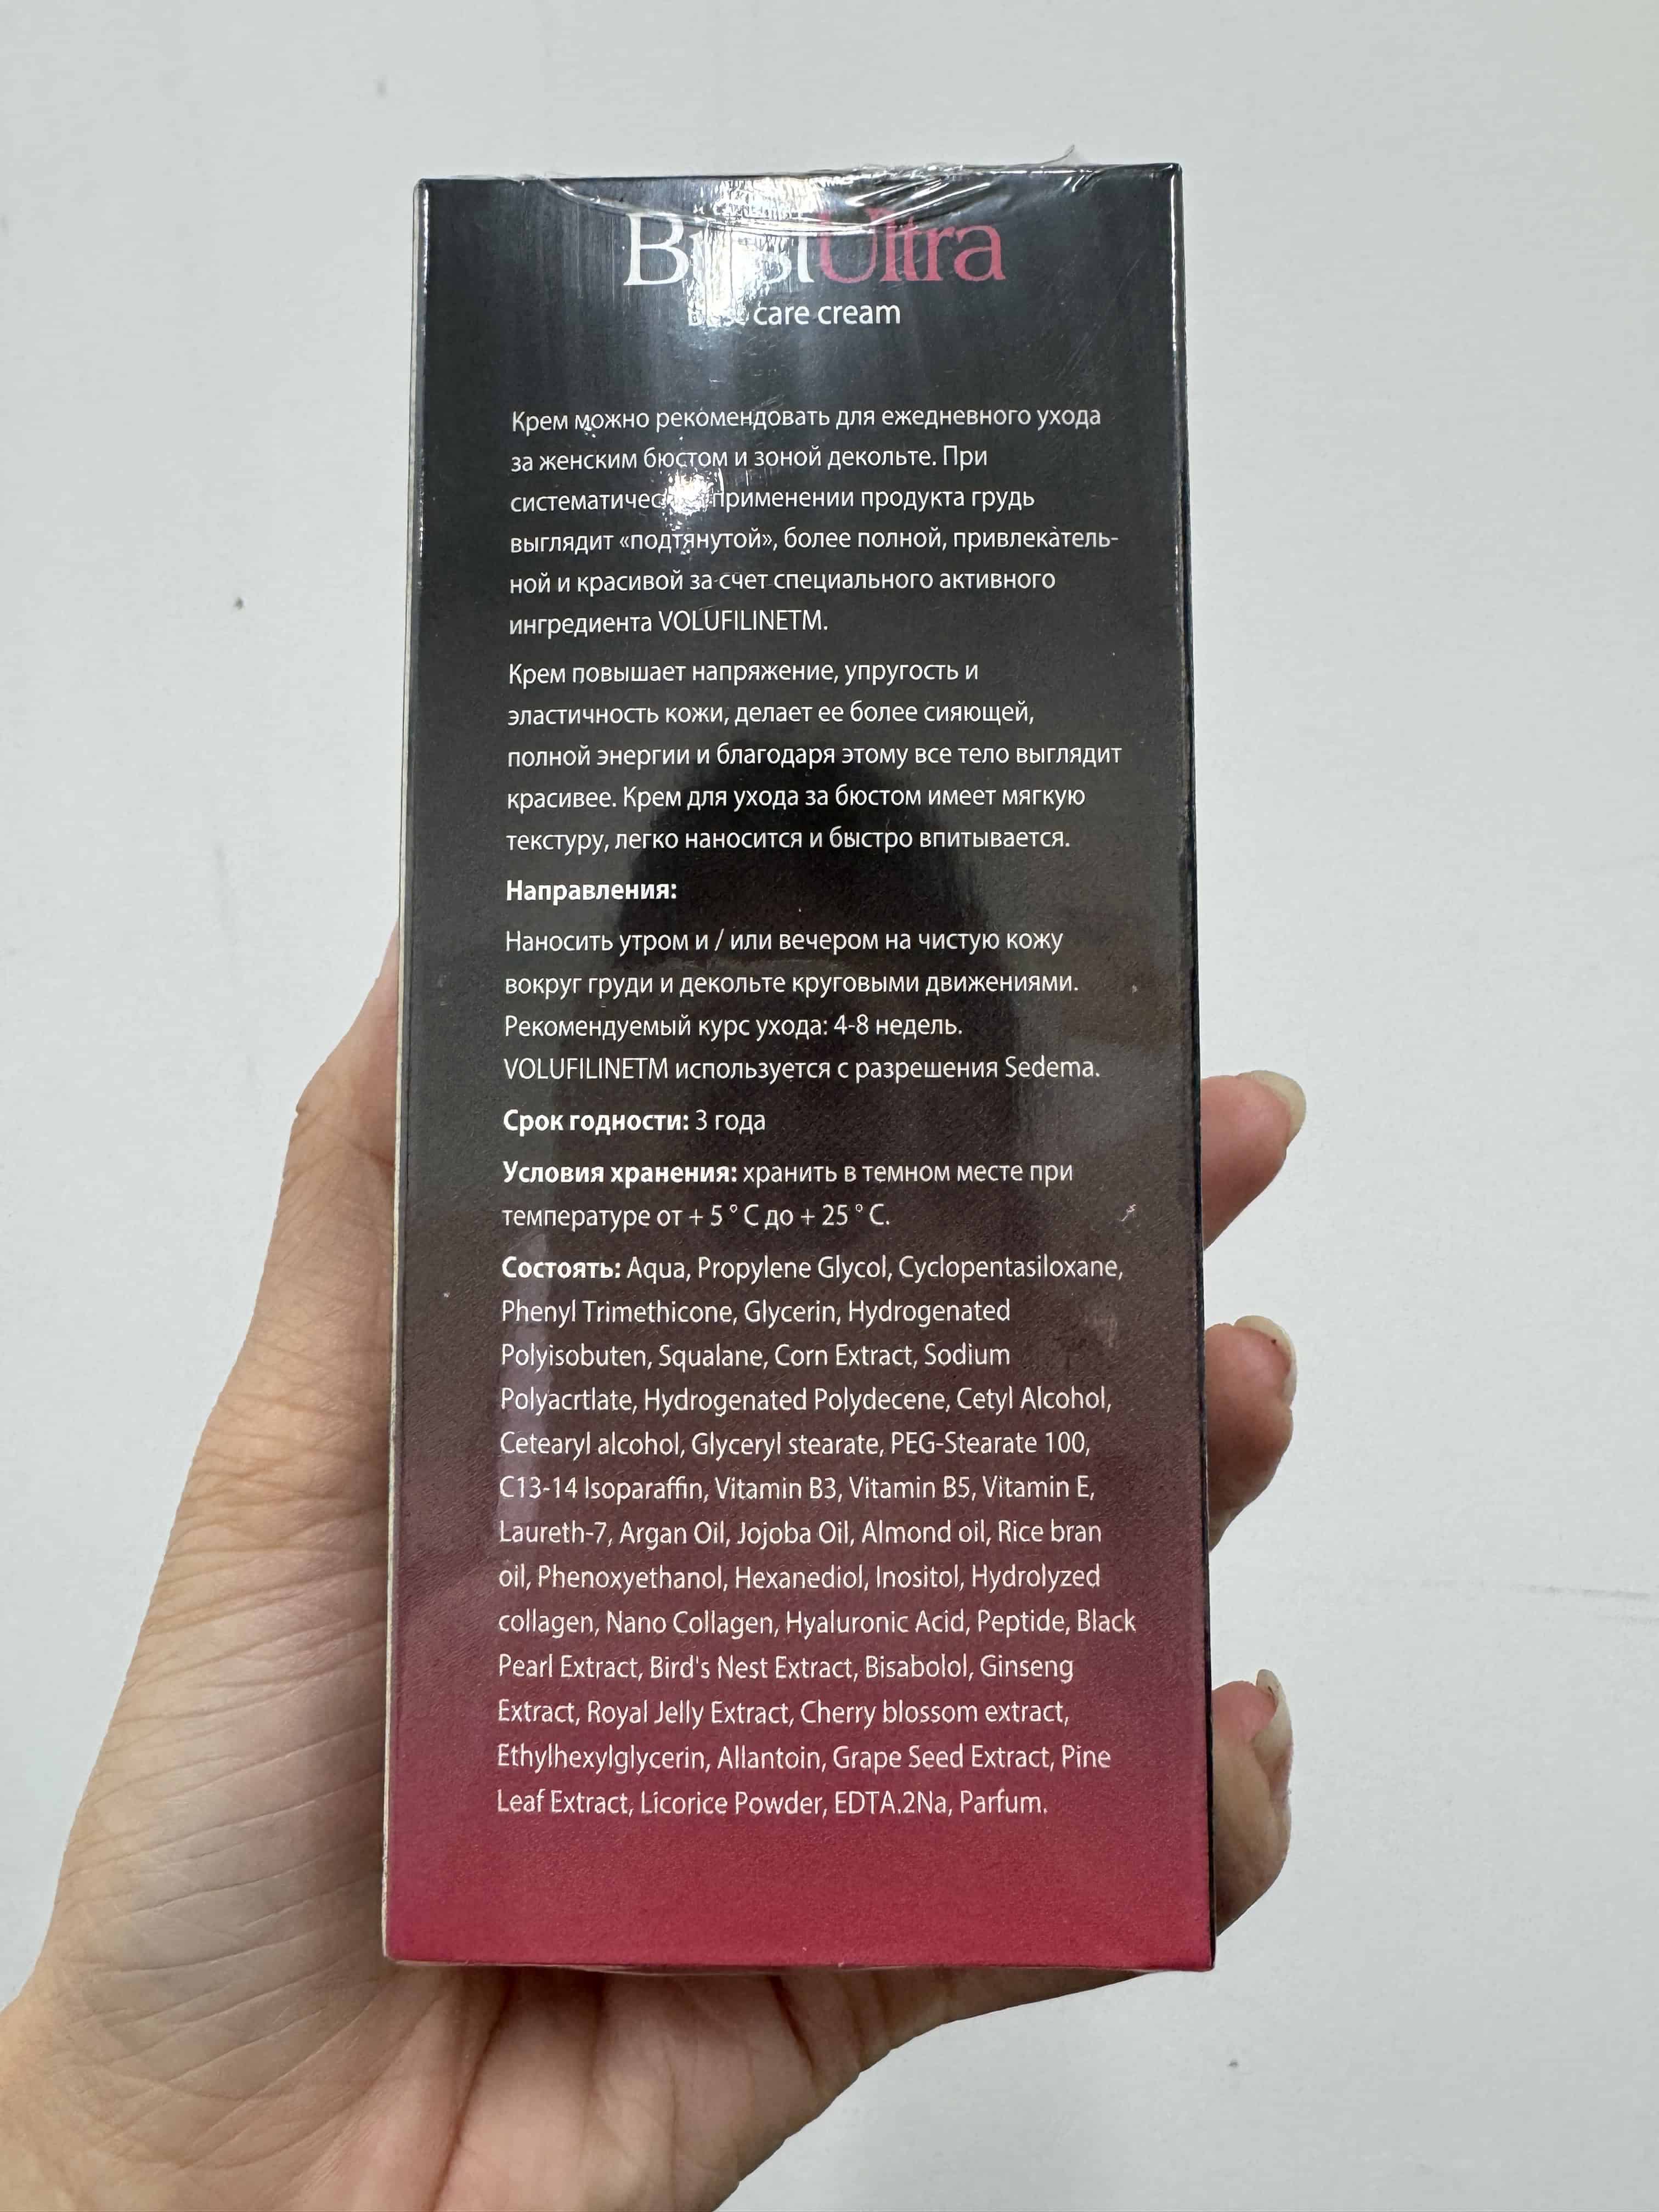 BustUltra
care cream
Крем можно рекомендовать для ежедневного ухода
за женским бюстом и зоной декольте. При
применении продукта грудь
выглядит «подтянутой», более полной, привлекатель-
ной и красивой за счет специального активного
ингредиента VOLUFILINETM.
Крем повышает напряжение, упругость и
эластичность кожи, делает ее более сияющей,
полной энергии и благодаря этому все тело выглядит
красивее. Крем для ухода за бюстом имеет мягкую
текстуру, легко наносится и быстро впитывается.
Направления:
Наносить утром и / или вечером на чистую кожу
вокруг груди и декольте круговыми движениями.
Рекомендуемый курс ухода: 4-8 недель.
VOLUFILINETM используется с разрешения Sedema.
Срок годности: 3 года
Условия хранения: хранить в темном месте при
температуре от + 5 ° C до + 25 ° C.
Состоять: Aqua, Propylene Glycol, Cyclopentasiloxane,
Phenyl Trimethicone, Glycerin, Hydrogenated
Polyisobuten, Squalane, Corn Extract, Sodium
Polyacrtlate, Hydrogenated Polydecene, Cetyl Alcohol,
Cetearyl alcohol, Glyceryl stearate, PEG-Stearate 100,
C13-14 Isoparaffin, Vitamin B3, Vitamin B5, Vitamin E,
Laureth-7, Argan Oil, Jojoba Oil, Almond oil, Rice bran
oil, Phenoxyethanol, Hexanediol, Inositol, Hydrolyzed
collagen, Nano Collagen, Hyaluronic Acid, Peptide, Black
Pearl Extract, Bird's Nest Extract, Bisabolol, Ginseng
Extract, Royal Jelly Extract, Cherry blossom extract,
Ethylhexylglycerin, Allantoin, Grape Seed Extract, Pine
Leaf Extract, Licorice Powder, EDTA.2Na, Parfum.